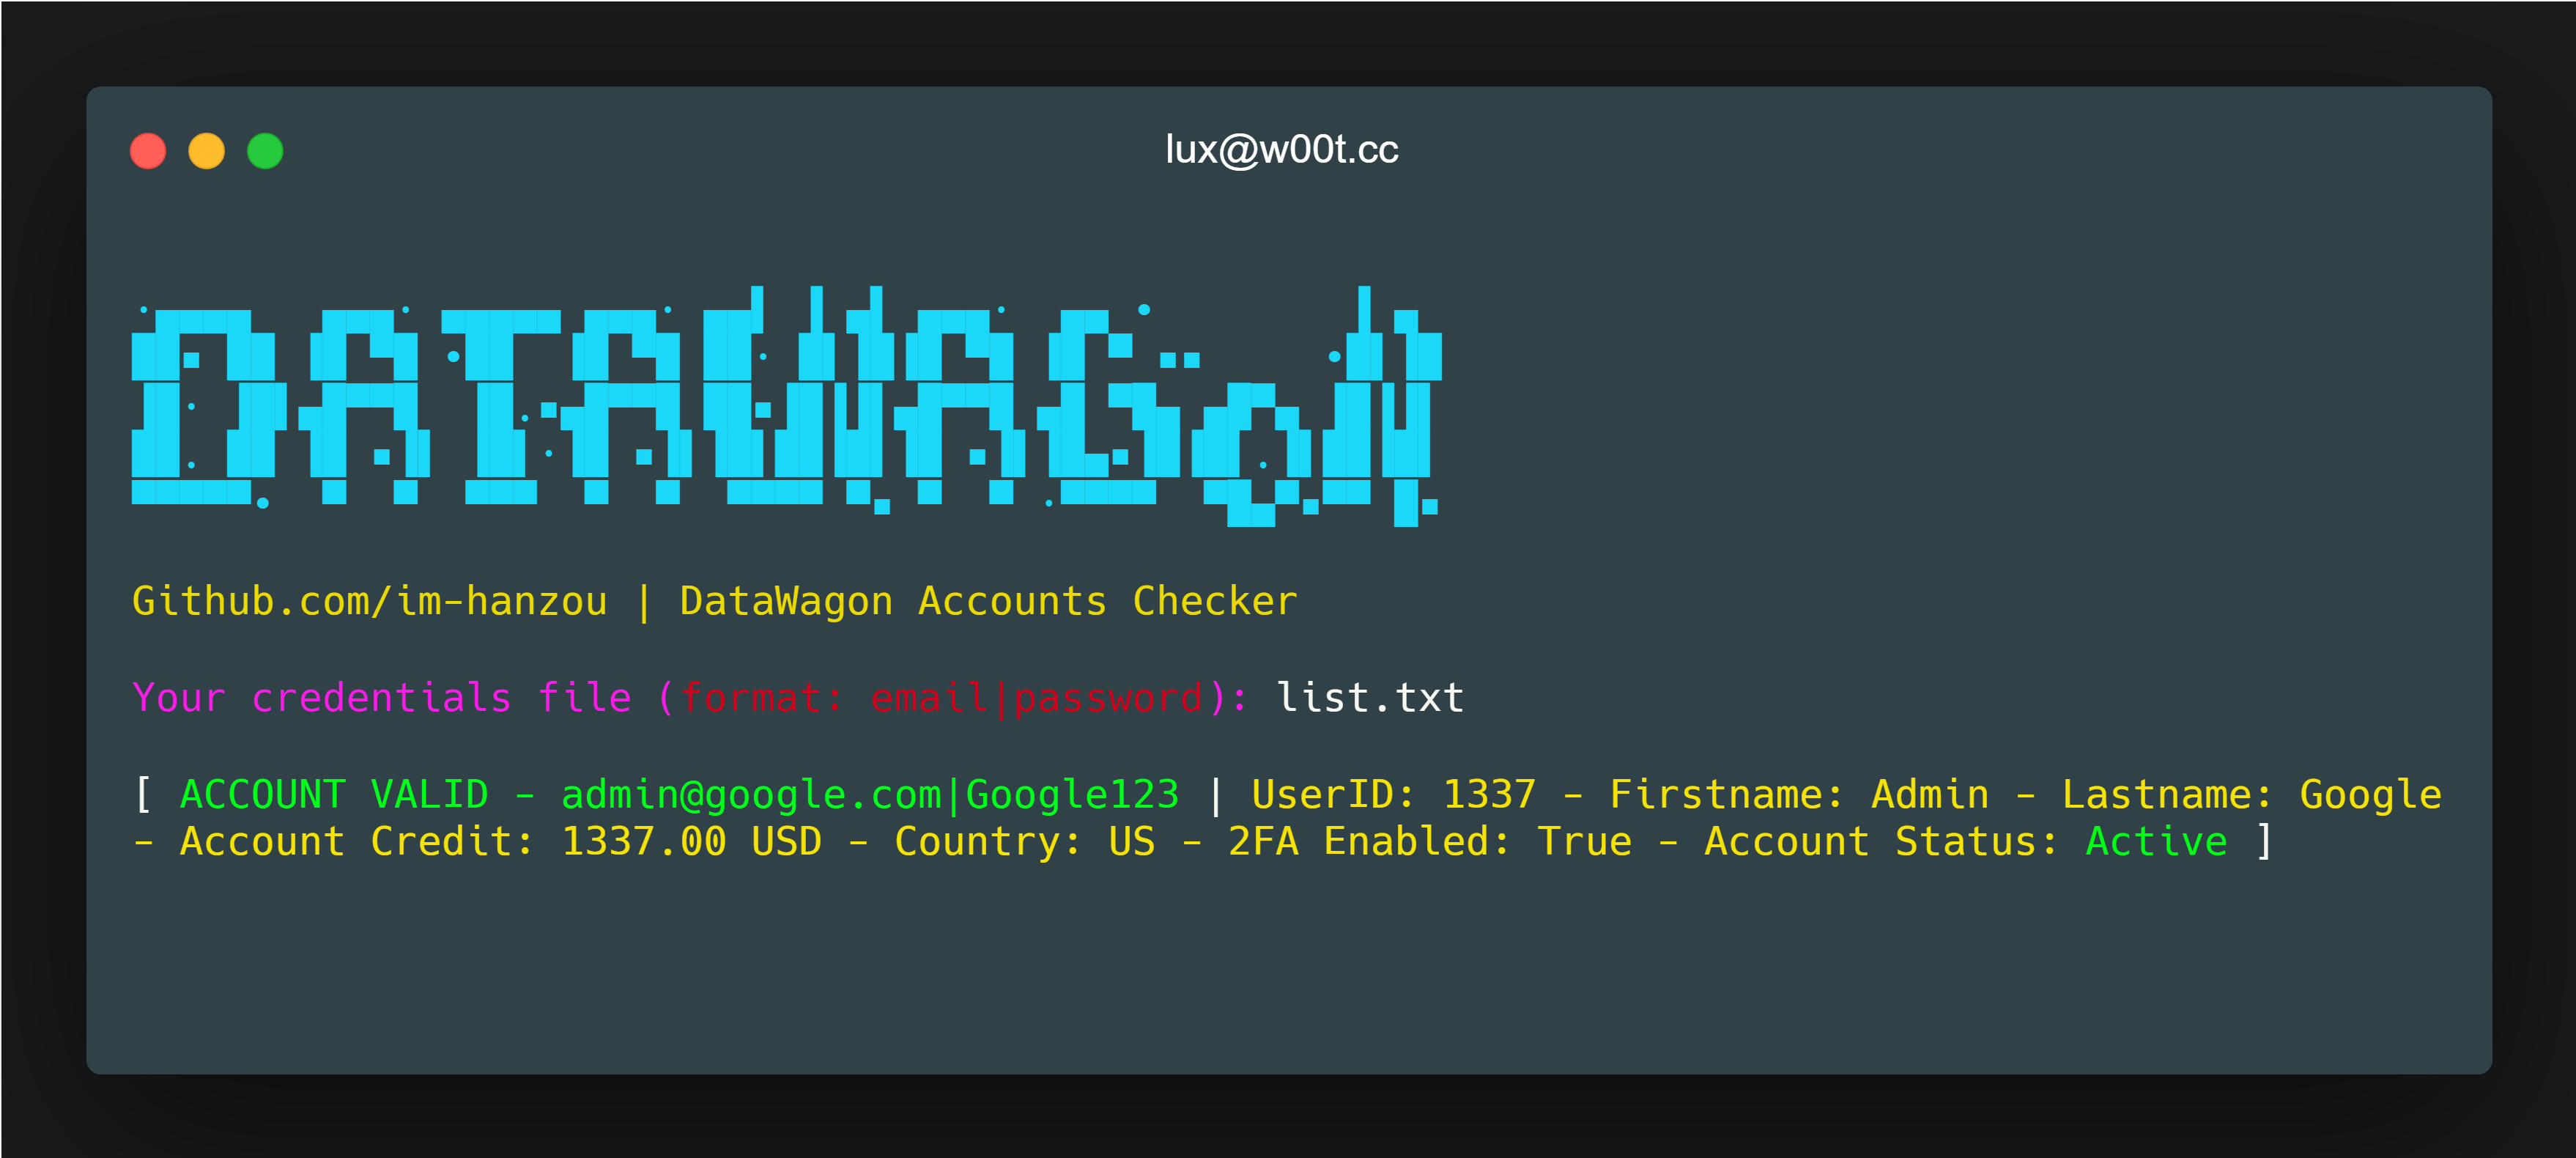 lux@w00t.cc
DATAWAGON
Github.com/im-hanzou | DataWagon Accounts Checker
Your credentials file (format: email|password): list.txt
[ ACCOUNT VALID - admin@google.com|Google123 | UserID: 1337 - Firstname: Admin - Lastname: Google
- Account Credit: 1337.00 USD - Country: US - 2FA Enabled: True - Account Status: Active ]